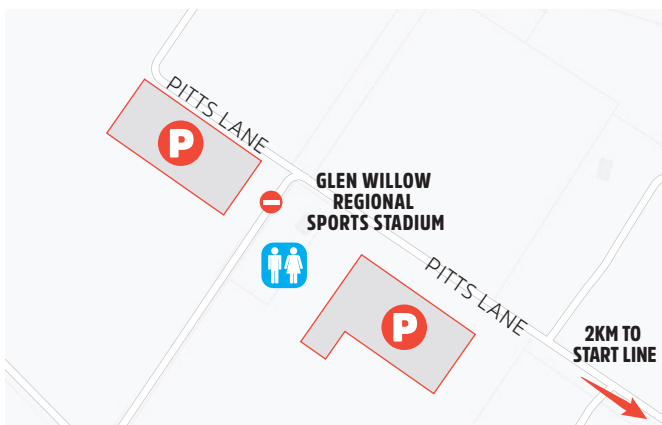 PITTS LANE
P
GLEN WILLOW
REGIONAL
SPORTS STADIUM
PITTS LANE
P
2KM TO
START LINE